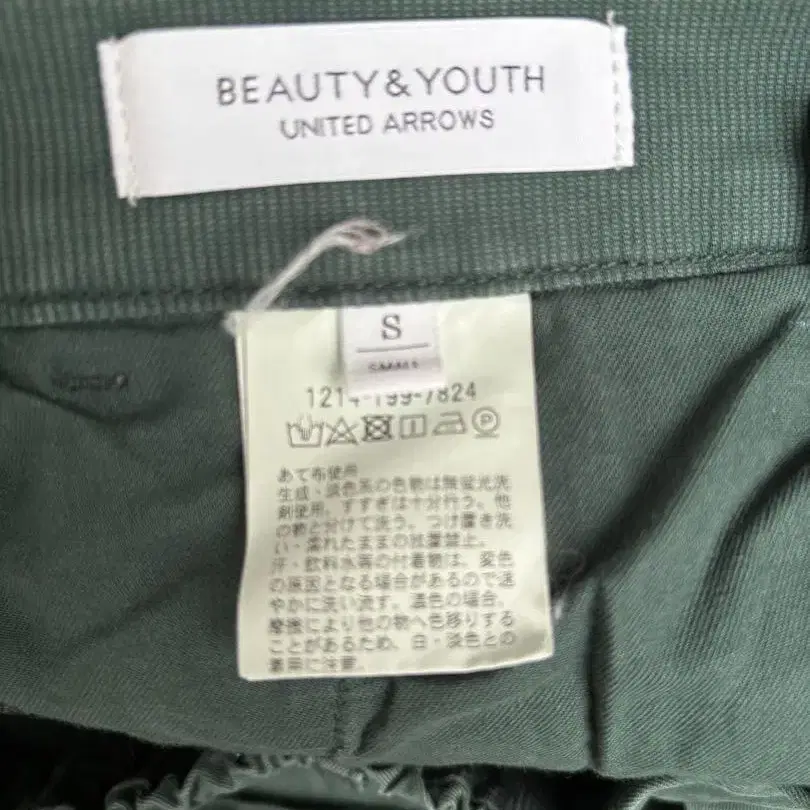 BEAUTY&YOUTH
UNITED ARROWS
S
SMALL
1214-199-7824
あて布使用
生成・淡色系の色物は無蛍光洗
剤使用。すすぎは十分行う。他
の物と分けて洗う。つけ置き洗
い・濡れたままの放置禁止。
汗・飲料水等の付着物は、変色
の原因となる場合があるので速
やかに洗い流す。濃色の場合、
摩擦により他の物へ色移りする
ことがあるため、白・淡色との
着用に注意。